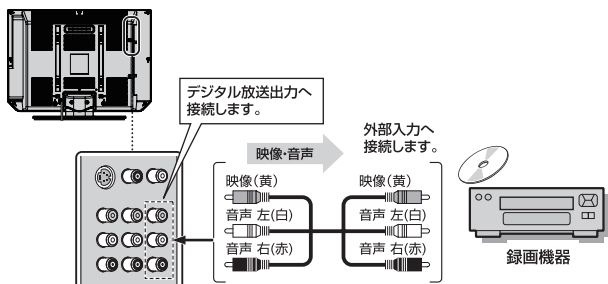 デジタル放送出力へ
接続します。
映像・音声
外部入力へ
接続します。
映像（黄）
音声 左(白)
音声 右(赤)
映像（黄）
音声 左(白)
音声 右(赤)
録画機器